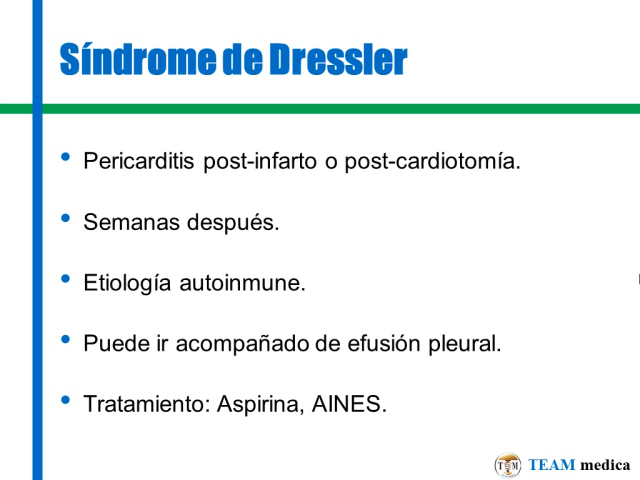 Síndrome de Dressler
• Pericarditis post-infarto o post-cardiotomía.
• Semanas después.
• Etiología autoinmune.
• Puede ir acompañado de efusión pleural.
• Tratamiento: Aspirina, AINES.
TEAM medica